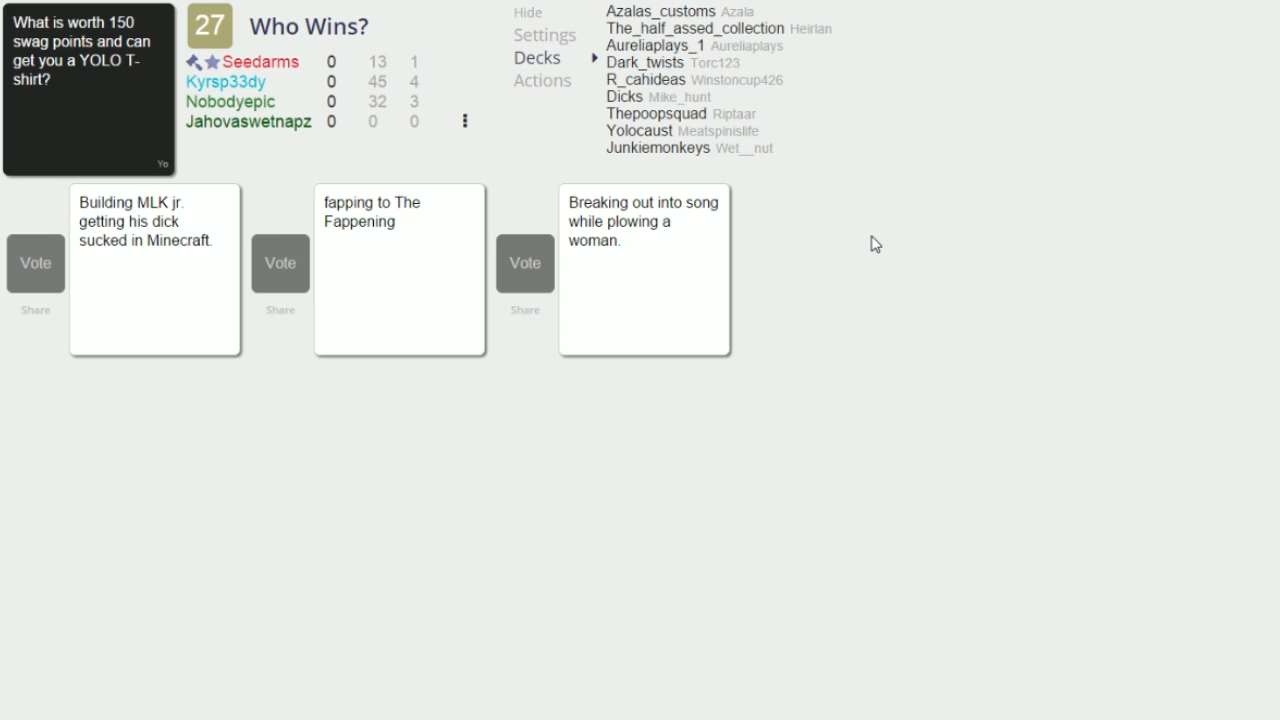 What is worth 150
swag points and can
get you a YOLO T-
shirt?
Yo
27 Who Wins?
Seedarms 0 13 1
Kyrsp33dy 0 45 4
Nobodyepic 0 32 3
Jahovaswetnapz 0 0 0
Hide
Settings
Decks
Actions
Azalas_customs Azala
The_half_assed_collection Heirlan
Aureliaplays_1 Aureliaplays
Dark_twists Torc123
R_cahideas Winstoncup426
Dicks Mike_hunt
Thepoopsquad Riptaar
Yolocaust Meatspinislife
Junkiemonkeys Wet__nut
Vote
Share
Building MLK jr.
getting his dick
sucked in Minecraft.
Vote
Share
fapping to The
Fappening
Vote
Share
Breaking out into song
while plowing a
woman.